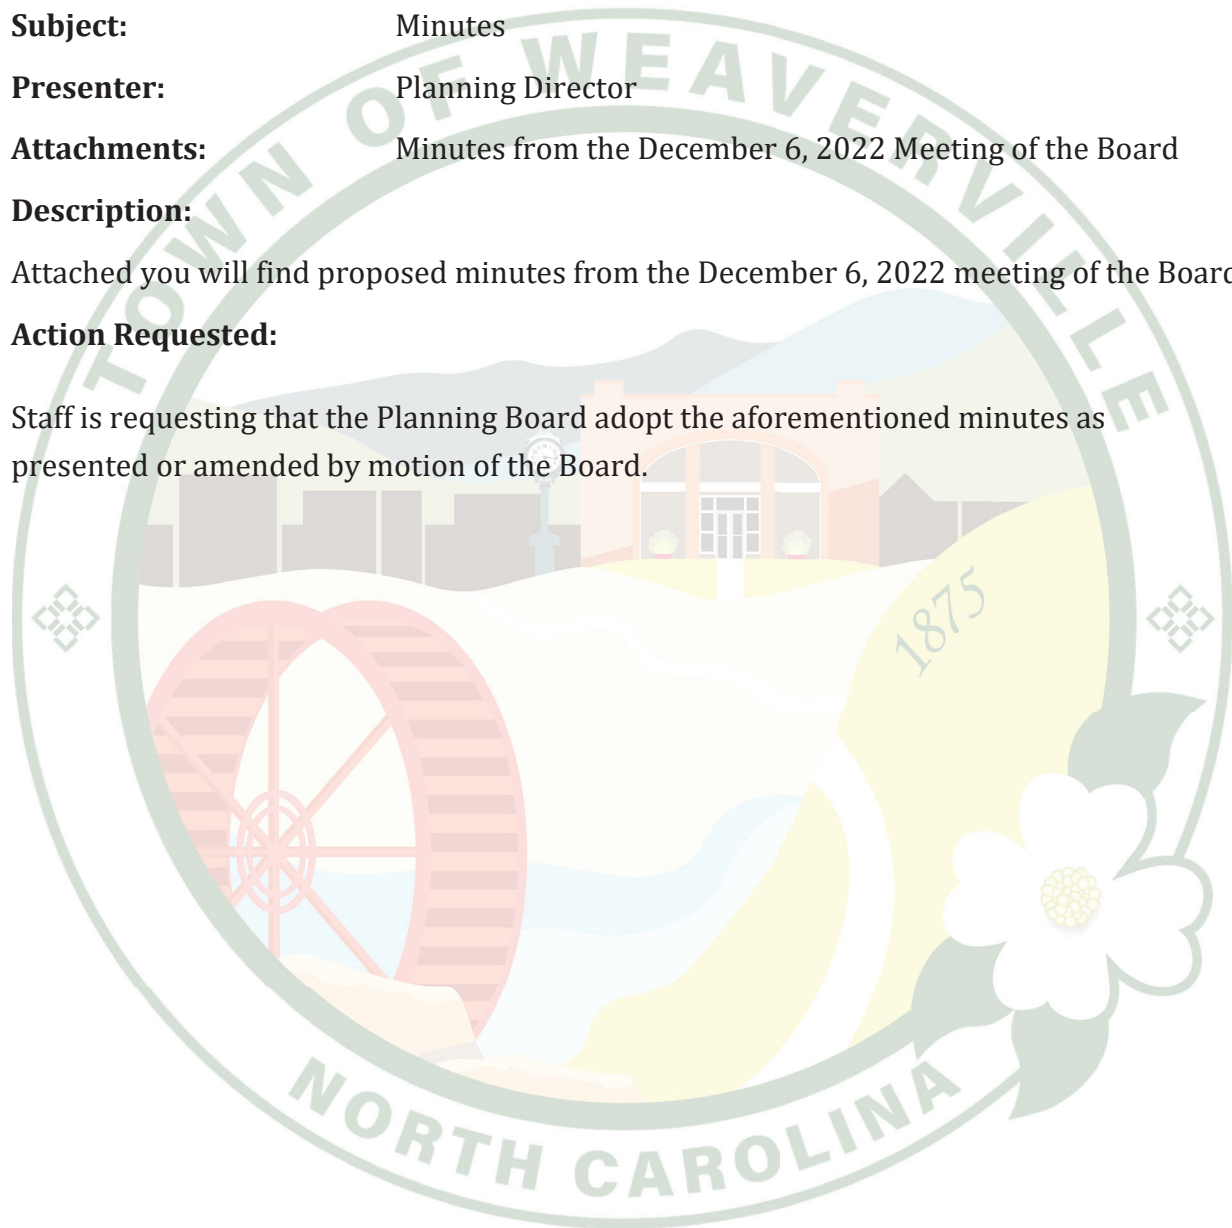 Subject: Minutes
Presenter: Planning Director
Attachments: Minutes from the December 6, 2022 Meeting of the Board
Description:
Attached you will find proposed minutes from the December 6, 2022 meeting of the Board
Action Requested:
Staff is requesting that the Planning Board adopt the aforementioned minutes as
presented or amended by motion of the Board.
TOWN OF WEAVERVILLE
1875
NORTH CAROLINA